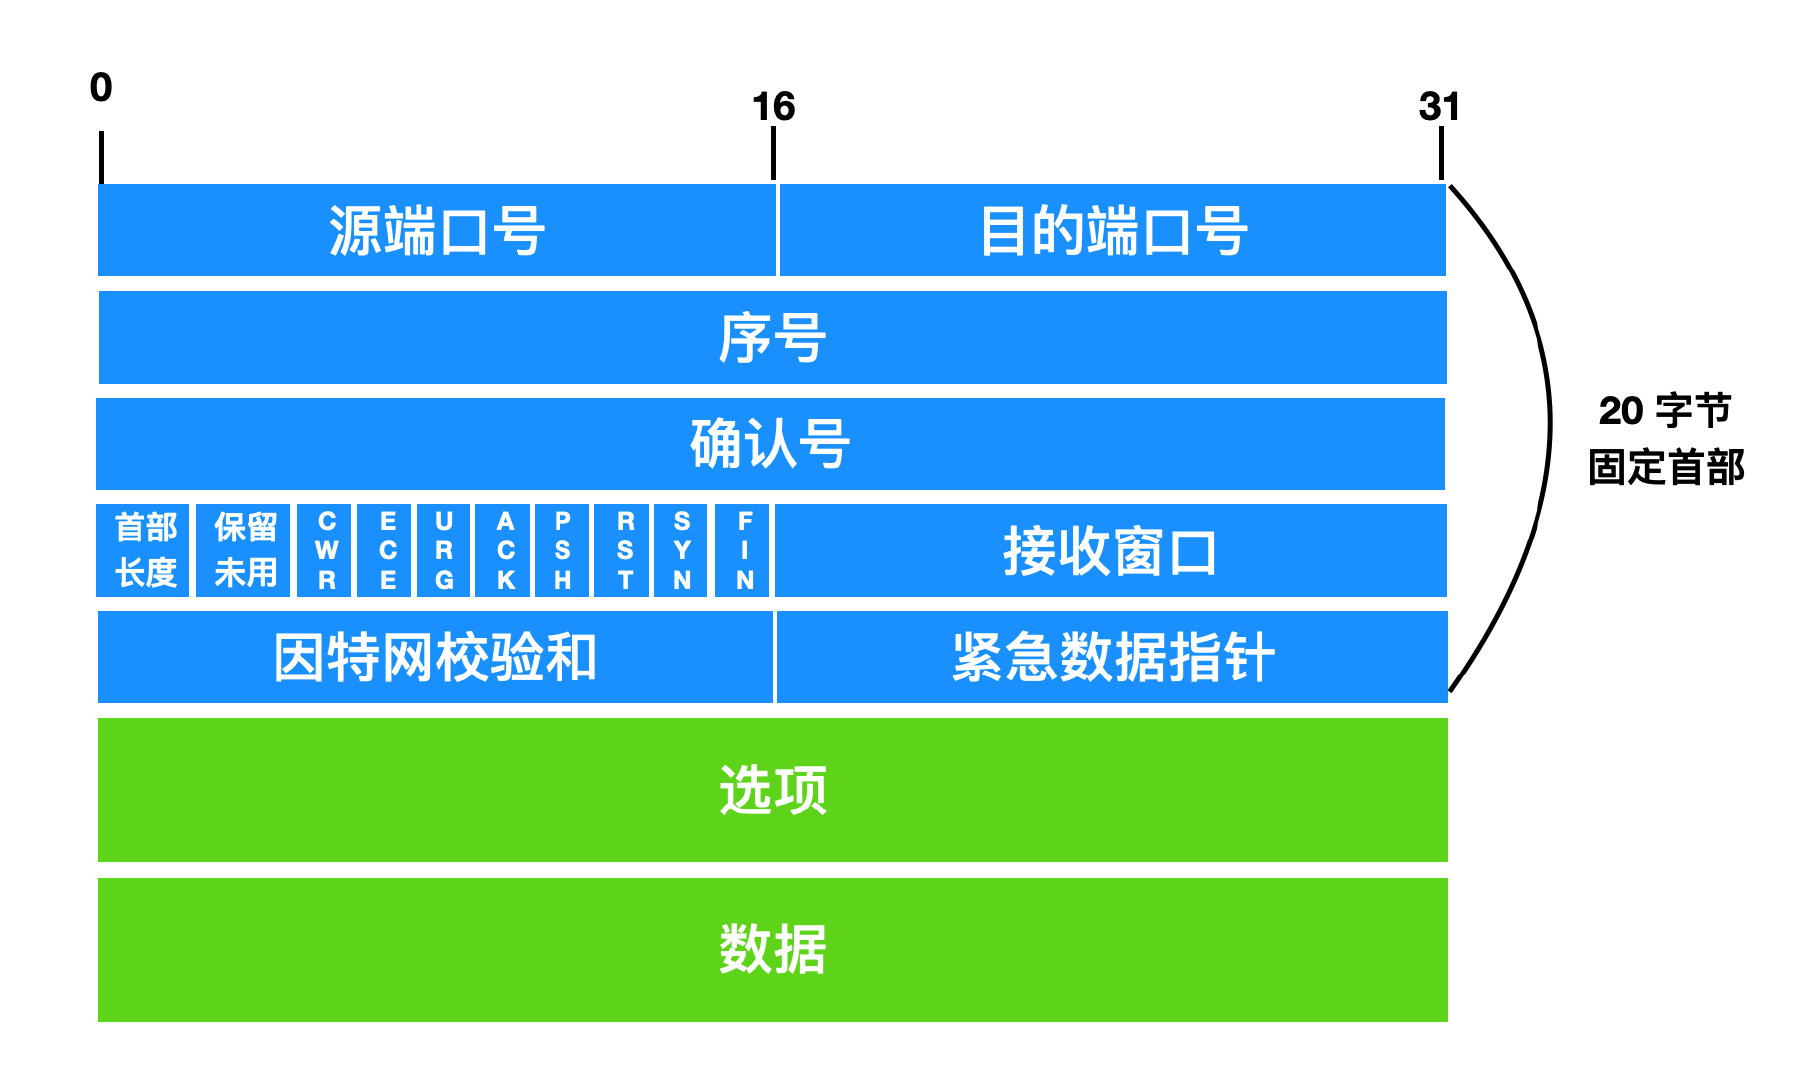 0
16
31
源端口号
目的端口号
序号
确认号
首部
长度
保留
未用
CWR
ECE
URG
ACK
PSH
RST
SYN
FIN
接收窗口
因特网校验和
紧急数据指针
20 字节
固定首部
选项
数据